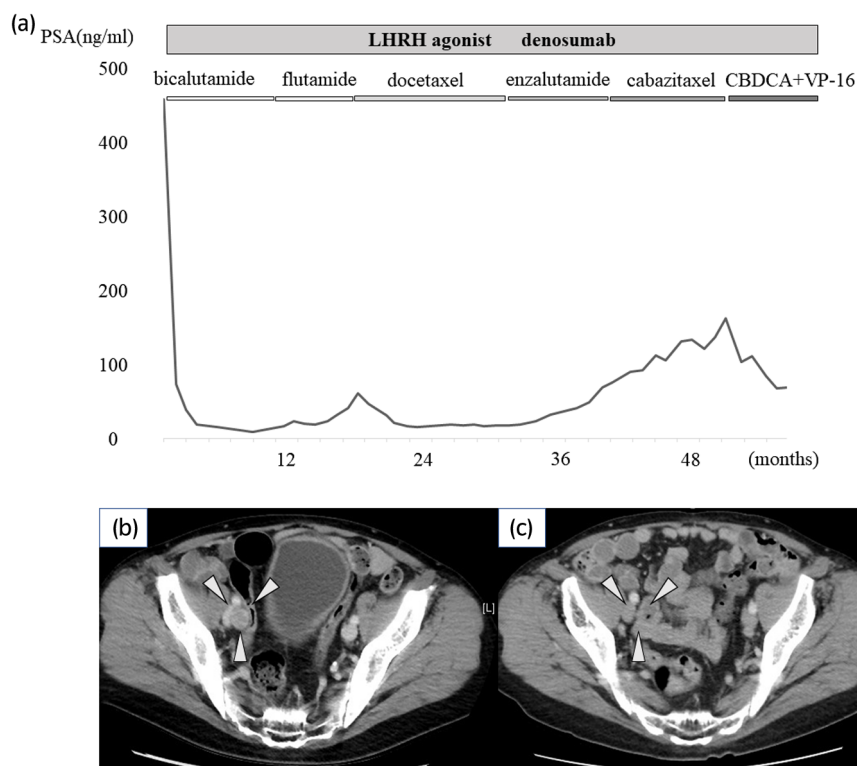 (a)
PSA(ng/ml)
LHRH agonist denosumab
500
bicalutamide flutamide docetaxel enzalutamide cabazitaxel CBDCA+VP-16
400
300
200
100
0
12 24 36 48 (months)
(b) (c)
[L]